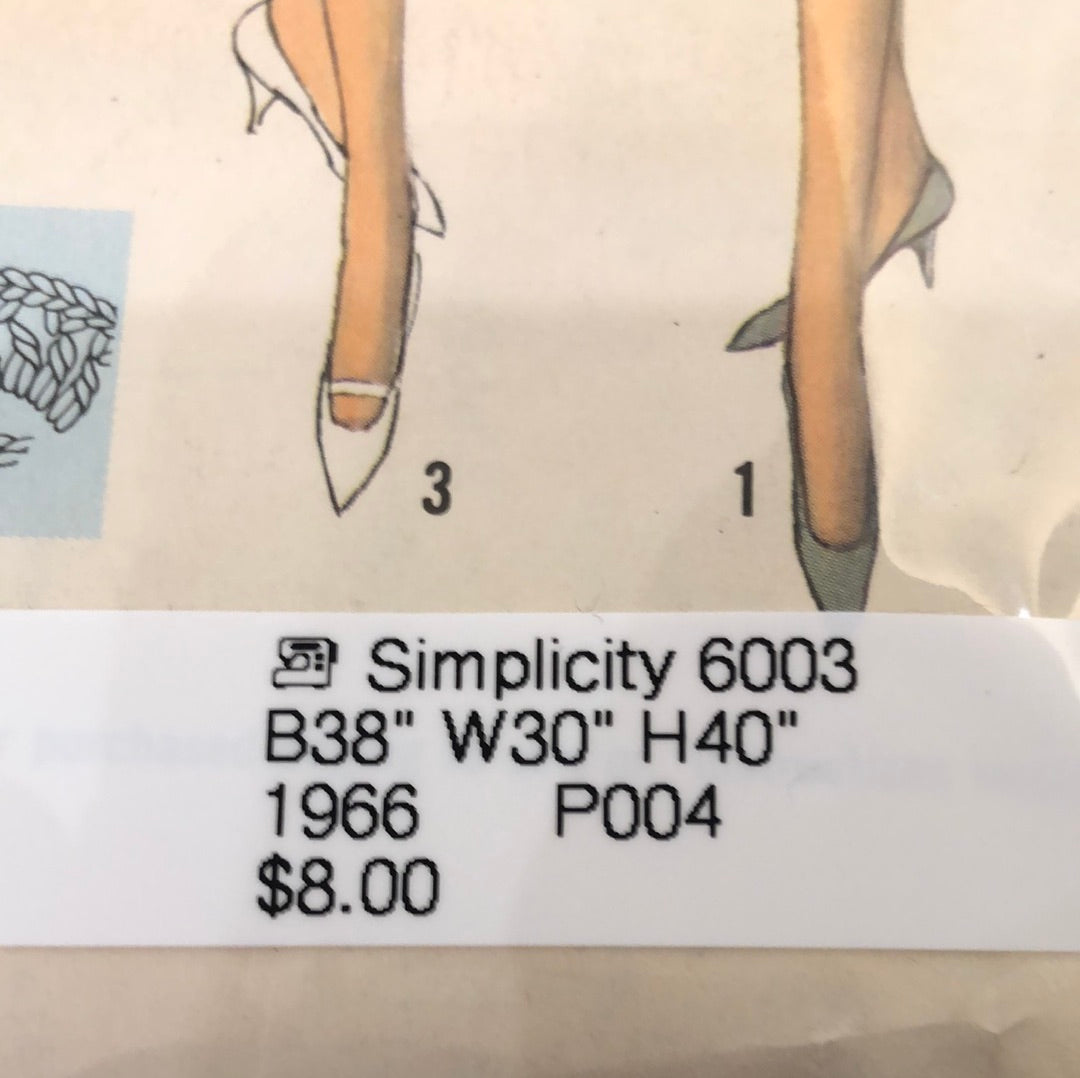 3
1
Simplicity 6003
B38" W30" H40"
1966 P004
$8.00